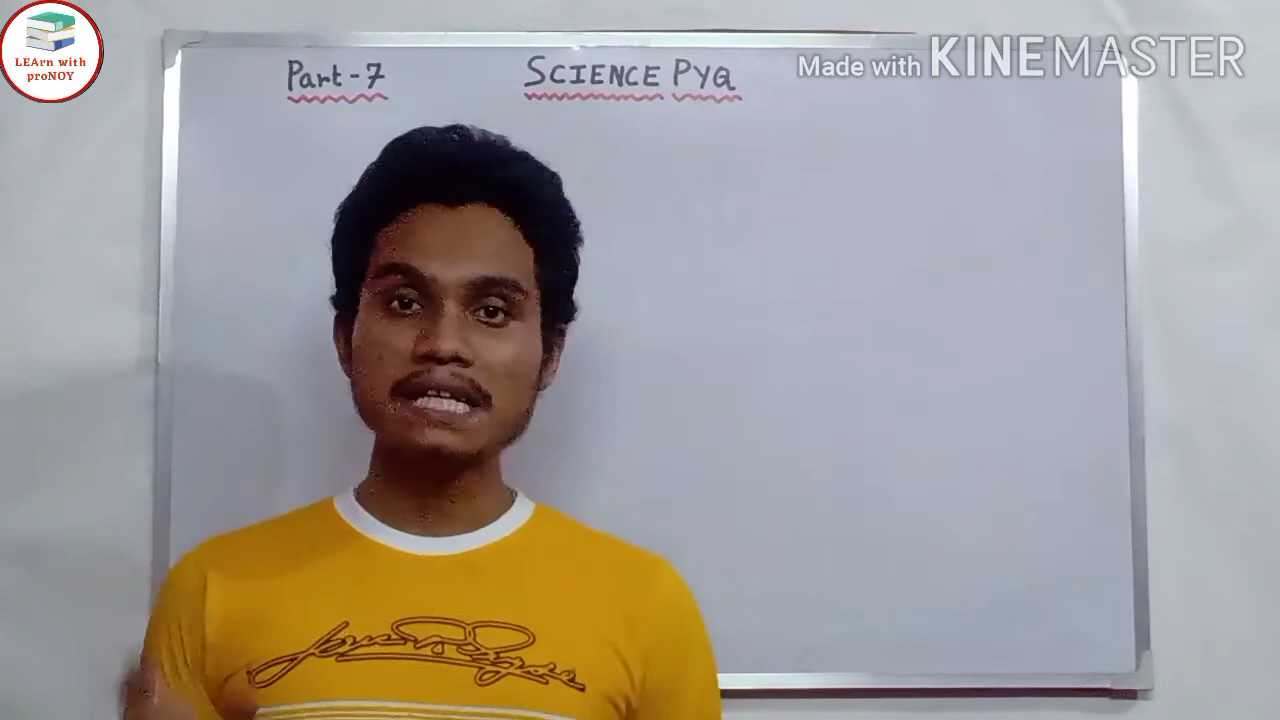 LEArn with
proNOY
Part-7
SCIENCE PYQ
Made with KINEMASTER